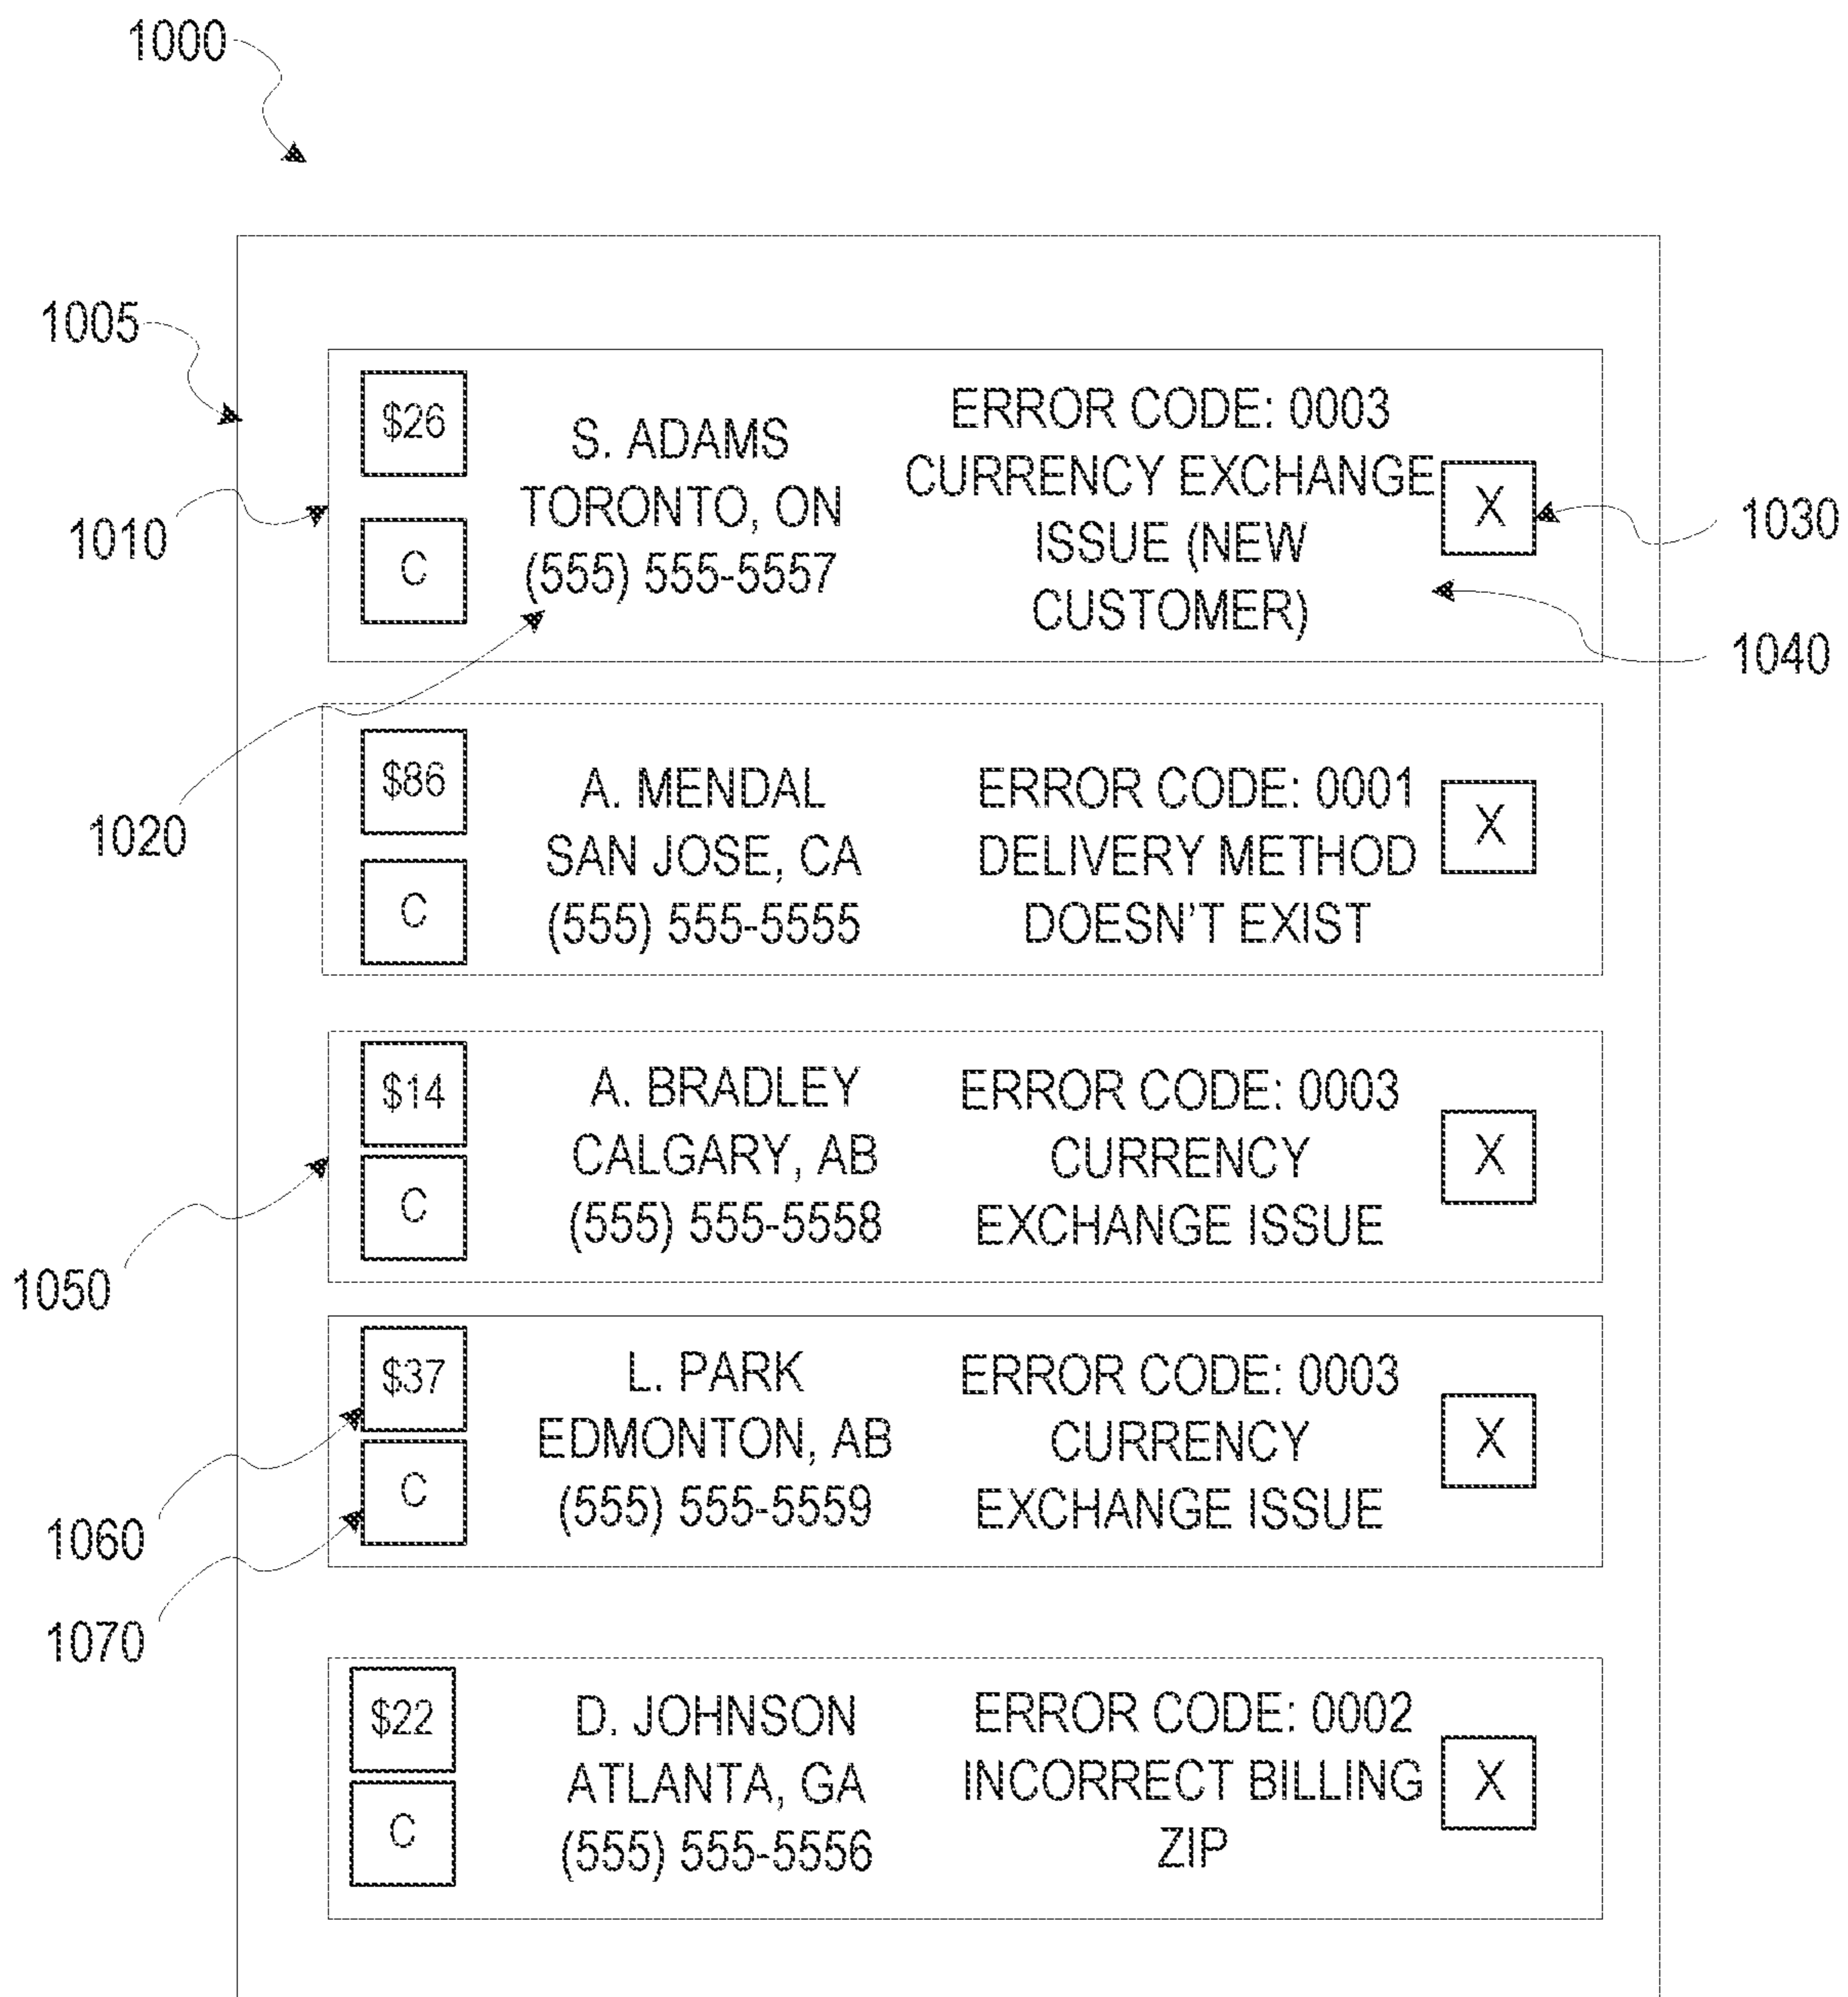 1000
1005
1010
$26
C
S. ADAMS
TORONTO, ON
(555) 555-5557
ERROR CODE: 0003
CURRENCY EXCHANGE
ISSUE (NEW
CUSTOMER)
X
1030
1040
1020
$86
C
A. MENDAL
SAN JOSE, CA
(555) 555-5555
ERROR CODE: 0001
DELIVERY METHOD
DOESN'T EXIST
X
1050
$14
C
A. BRADLEY
CALGARY, AB
(555) 555-5558
ERROR CODE: 0003
CURRENCY
EXCHANGE ISSUE
X
1060
1070
$37
C
L. PARK
EDMONTON, AB
(555) 555-5559
ERROR CODE: 0003
CURRENCY
EXCHANGE ISSUE
X
$22
C
D. JOHNSON
ATLANTA, GA
(555) 555-5556
ERROR CODE: 0002
INCORRECT BILLING
ZIP
X